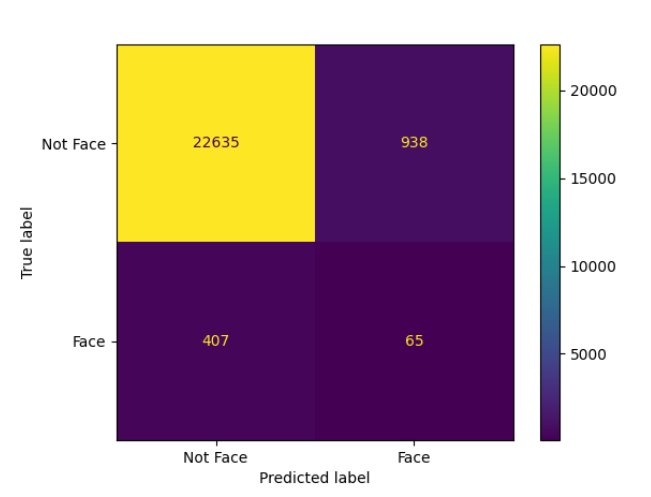 20000
Not Face 22635 938
15000
True label
10000
Face 407 65
5000
Not Face Face
Predicted label